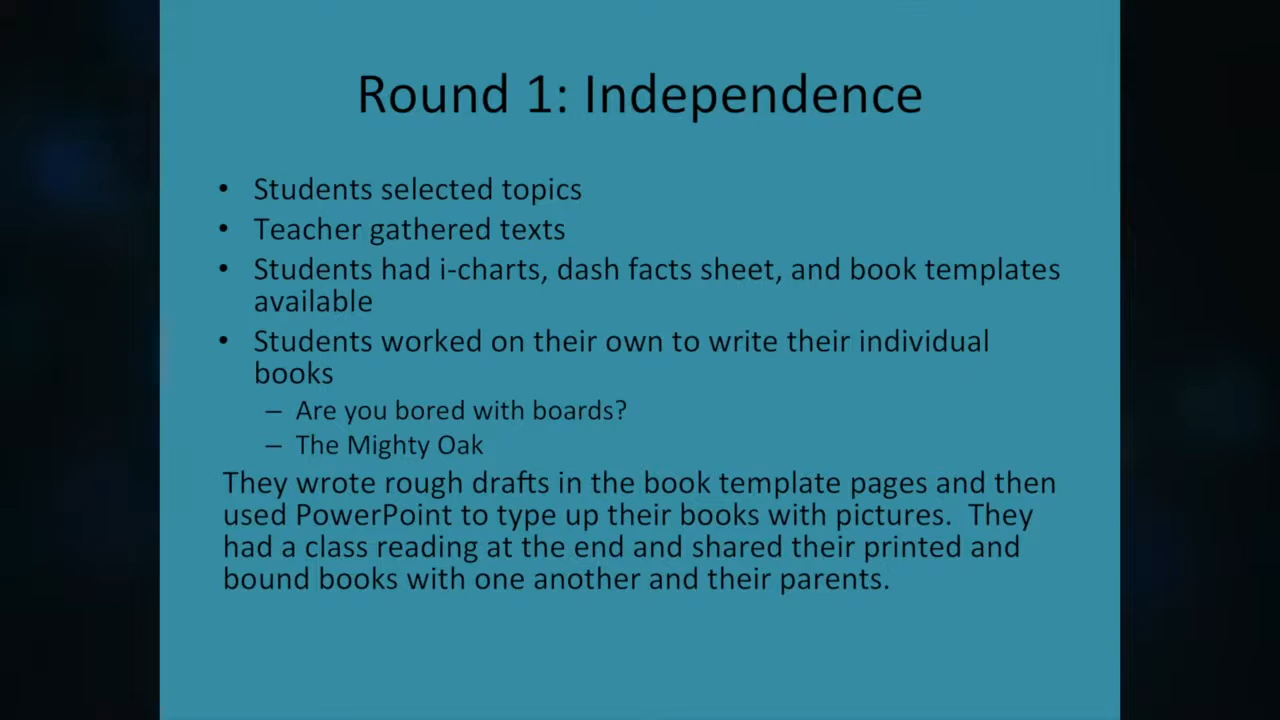 Round 1: Independence
• Students selected topics
• Teacher gathered texts
• Students had i-charts, dash facts sheet, and book templates
available
• Students worked on their own to write their individual
books
– Are you bored with boards?
– The Mighty Oak
They wrote rough drafts in the book template pages and then
used PowerPoint to type up their books with pictures.  They
had a class reading at the end and shared their printed and
bound books with one another and their parents.